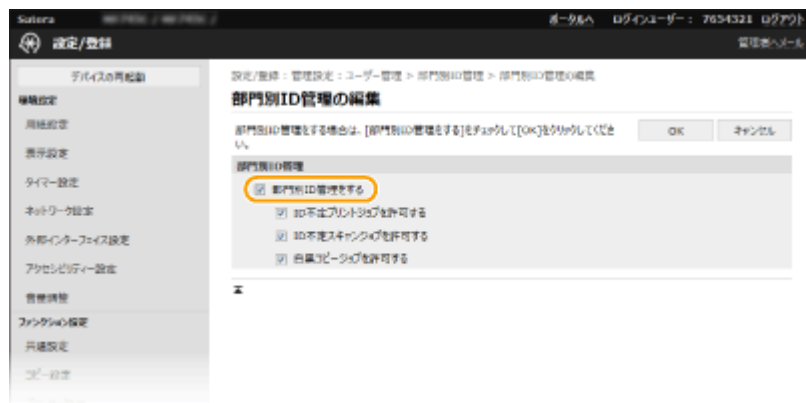 Satera
ポータルへ ログインユーザー： 7654321 ログアウト
設定/登録
管理者へメール
デバイスの再起動
設定/登録 : 管理設定 : ユーザー管理 > 部門別ID管理 > 部門別ID管理の編集
環境設定
部門別ID管理の編集
用紙設定
部門別ID管理をする場合は、[部門別ID管理をする]をチェックして[OK]をクリックしてください。
OK
キャンセル
表示設定
部門別ID管理
タイマー設定
部門別ID管理をする
ネットワーク設定
ID不定プリントジョブを許可する
外部インターフェイス設定
ID不定スキャンジョブを許可する
アクセシビリティー設定
白黒コピージョブを許可する
音量調整
ファンクション設定
共通設定
コピー設定